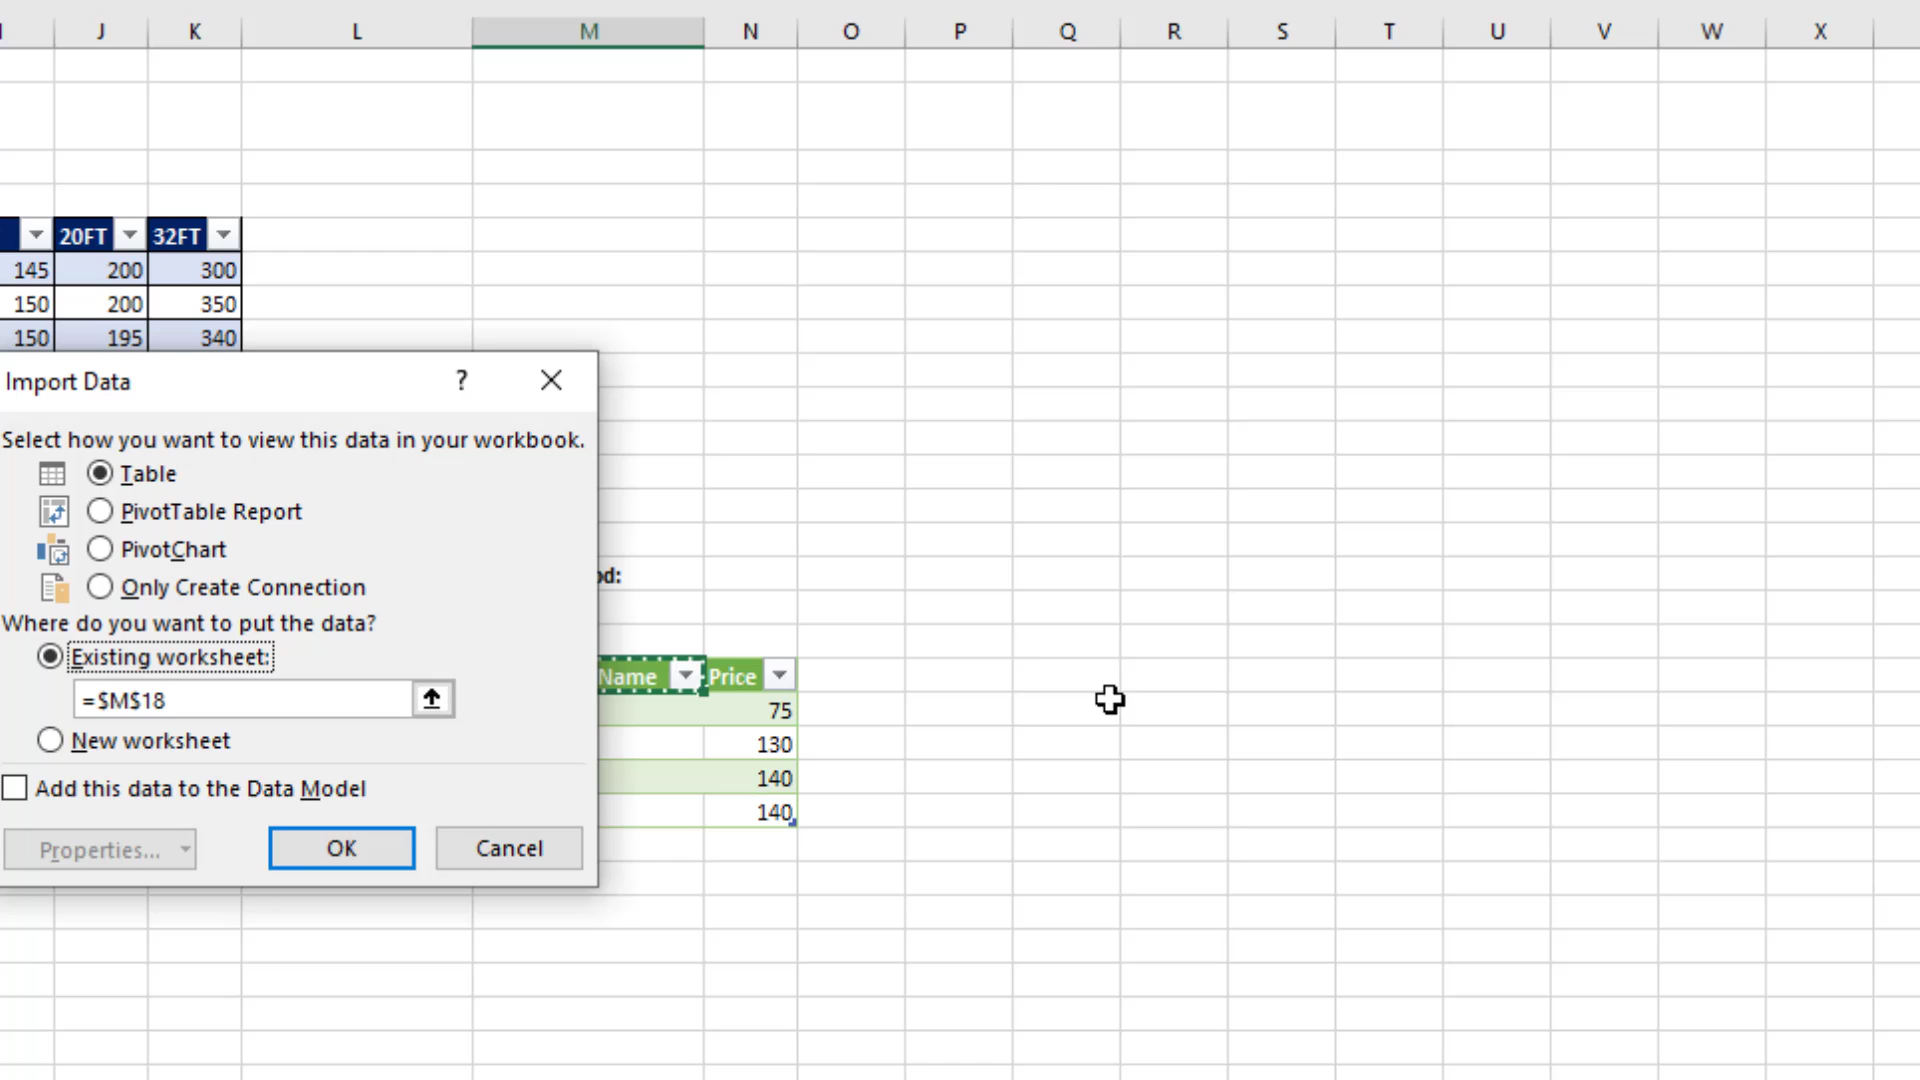 J K L M N O P Q R S T U V W X
20FT 32FT
145 200 300
150 200 350
150 195 340
Import Data ?
Select how you want to view this data in your workbook.
Table
PivotTable Report
PivotChart
Only Create Connection
Where do you want to put the data?
Existing worksheet:
=$M$18
New worksheet
Add this data to the Data Model
Properties...
OK
Cancel
od:
Name Price
75
130
140
140